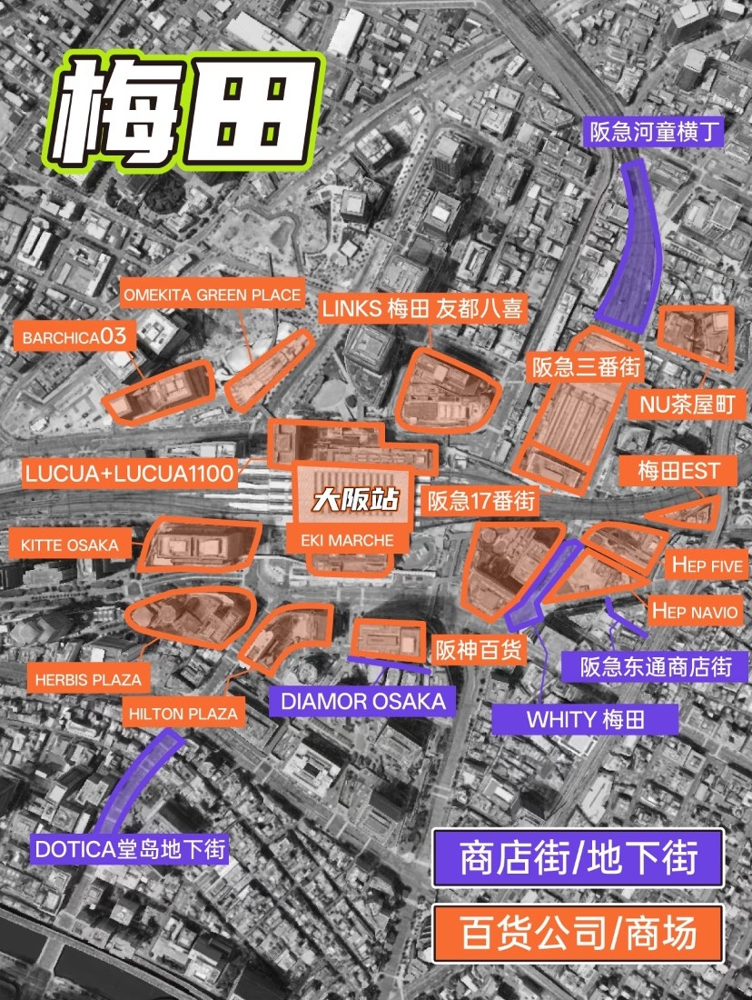 梅田
阪急河童横丁
OMEKITA GREEN PLACE
LINKS 梅田 友都八喜
BARCHICA03
阪急三番街
NU茶屋町
LUCUA+LUCUA1100
梅田EST
大阪站
阪急17番街
EKI MARCHE
KITTE OSAKA
HEP FIVE
HEP NAVIO
阪神百货
阪急东通商店街
HERBIS PLAZA
DIAMOR OSAKA
HILTON PLAZA
WHITY 梅田
DOTICA堂岛地下街
商店街/地下街
百货公司/商场